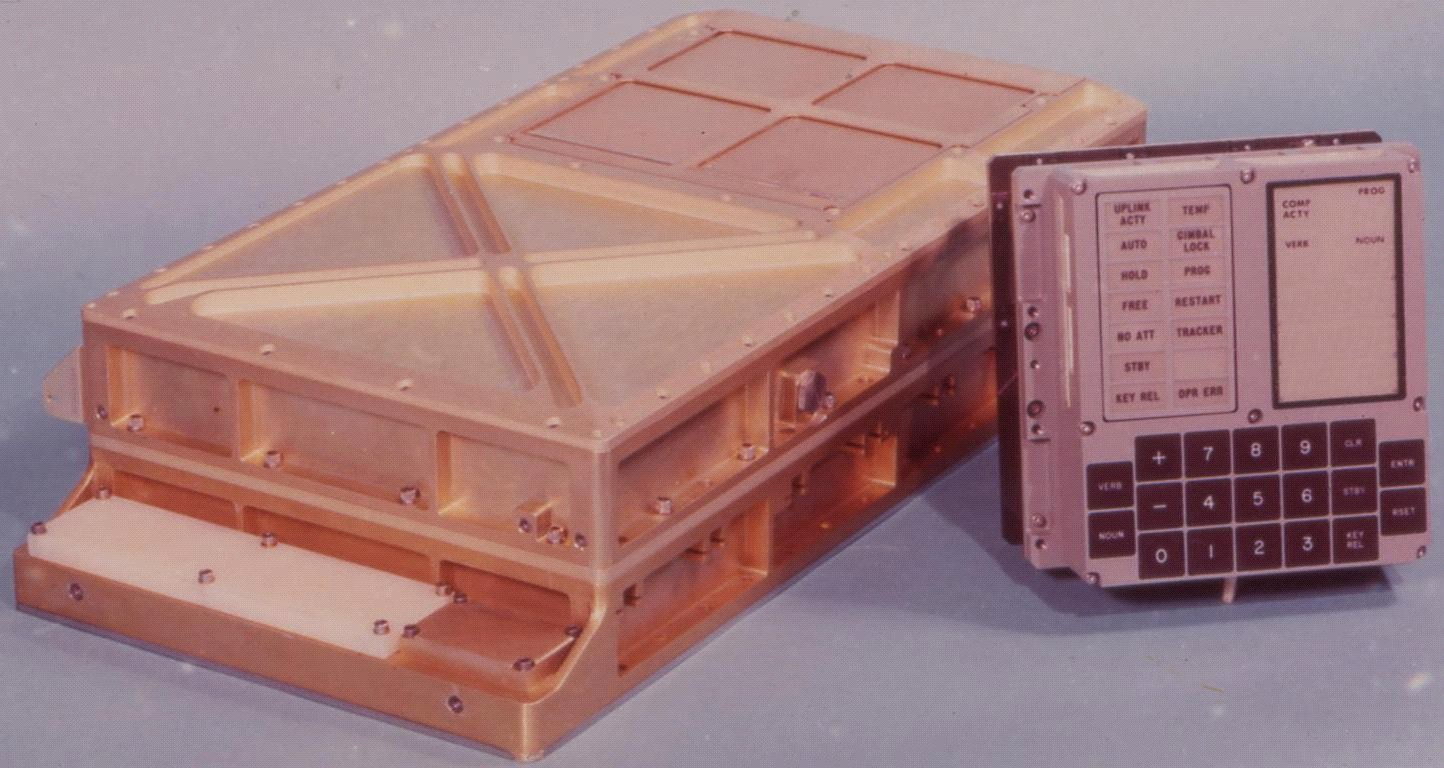 UPLINK
ACTY
TEMP
AUTO
GIMBAL
LOCK
HOLD
PROG
FREE
RESTART
NO ATT
TRACKER
STBY
KEY REL
OPR ERR
PROG
COMP
ACTY
VERB
NOUN
VERB
NOUN
+
7
8
9
CLR
ENTR
−
4
5
6
STBY
RSET
0
1
2
3
KEY
REL